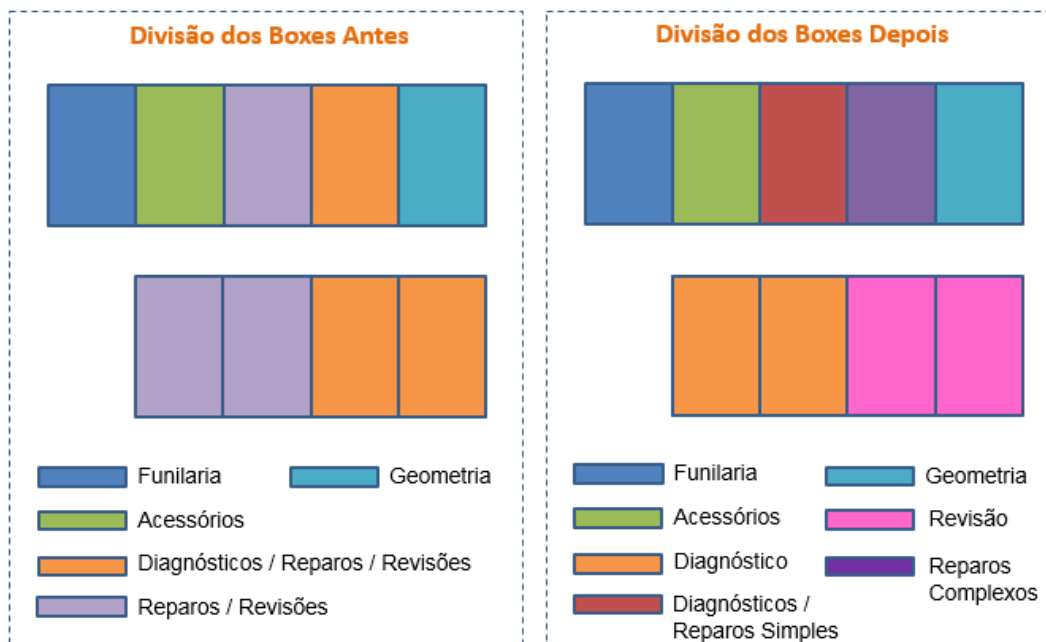 Divisão dos Boxes Antes
Funilaria
Geometria
Acessórios
Diagnósticos / Reparos / Revisões
Reparos / Revisões
Divisão dos Boxes Depois
Funilaria
Geometria
Acessórios
Revisão
Diagnóstico
Reparos
Complexos
Diagnósticos /
Reparos Simples